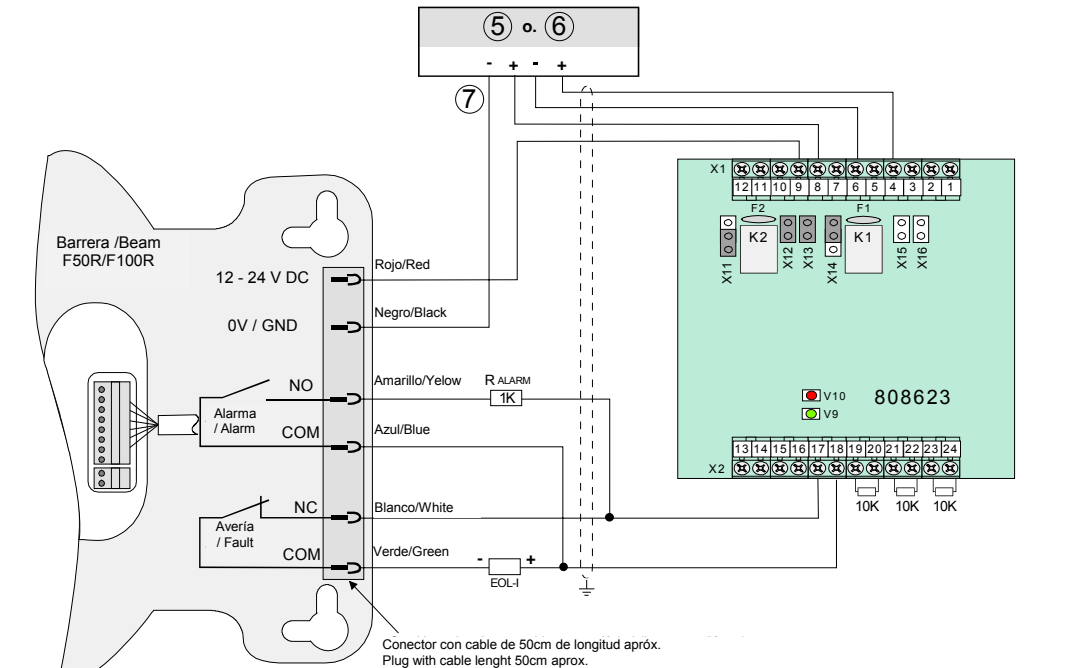 5 o. 6
- + - +
7
X1
12 11 10 9 8 7 6 5 4 3 2 1
F2 F1
K2 K1
X11 X12 X13 X14 X15 X16
Barrera /Beam
F50R/F100R
12 - 24 V DC
Rojo/Red
0V / GND
Negro/Black
NO
Amarillo/Yelow
R ALARM
1K
Alarma
/ Alarm
COM
Azul/Blue
V10
V9
808623
13 14 15 16 17 18 19 20 21 22 23 24
X2
10K 10K 10K
NC
Blanco/White
Avería
/ Fault
COM
Verde/Green
- +
EOL-I
Conector con cable de 50cm de longitud apróx.
Plug with cable lenght 50cm aprox.